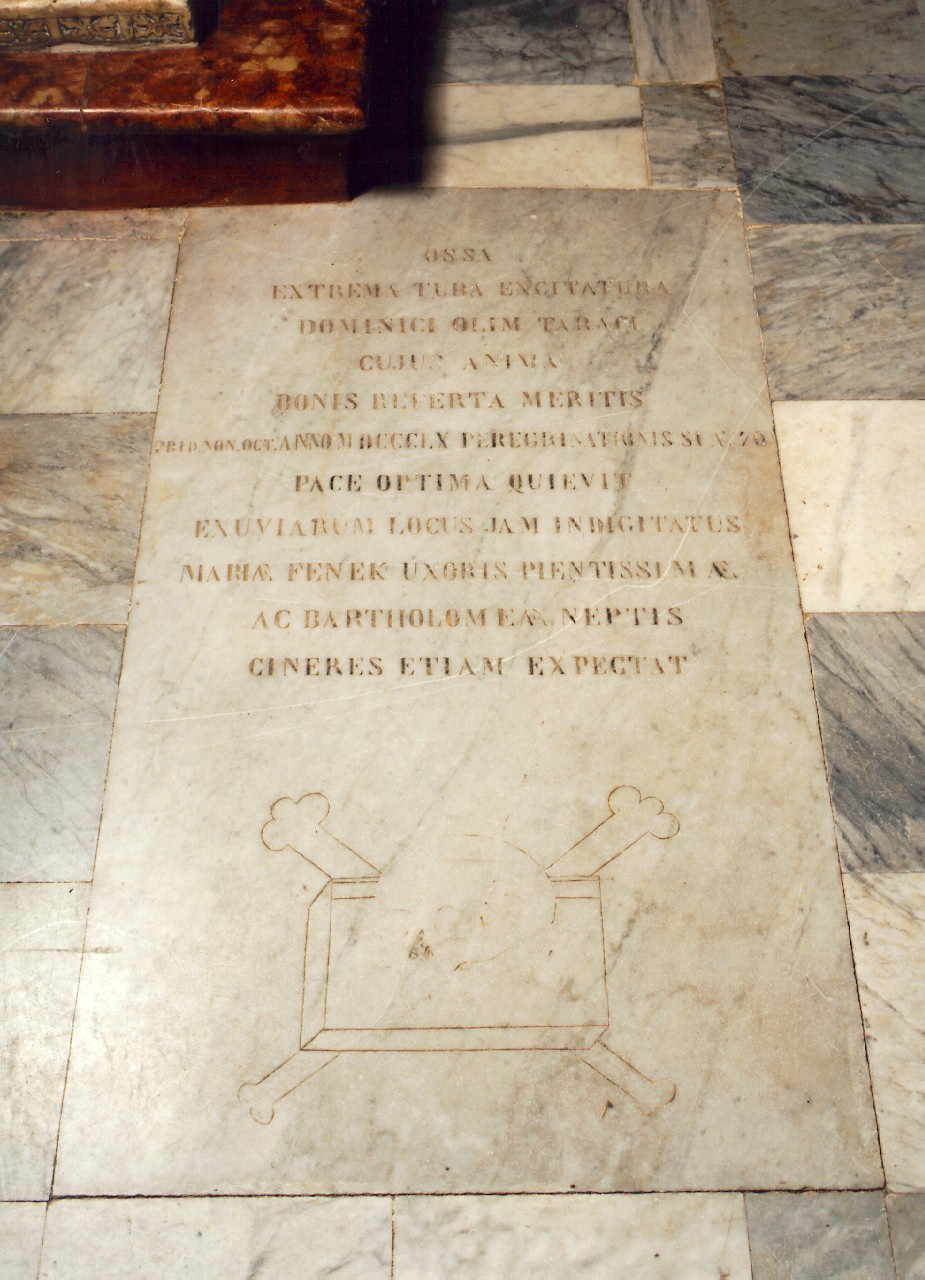 OSSA
EXTREMA TUBA EXCITATURA
DOMINICI OLIM TARACI
CUJUS ANIMA
BONIS REFERTA MERITIS
PRID. NON. OCT. ANNO MDCCCLX PEREGRINATIONIS SUÆ. 70.
PACE OPTIMA QUIEVIT
EXUVIARUM LOCUS JAM INDIGITATUS
MARIÆ FENEK UXORIS PIENTISSIMÆ.
AC BARTHOLOMEÆ NEPTIS
CINERES ETIAM EXPECTAT